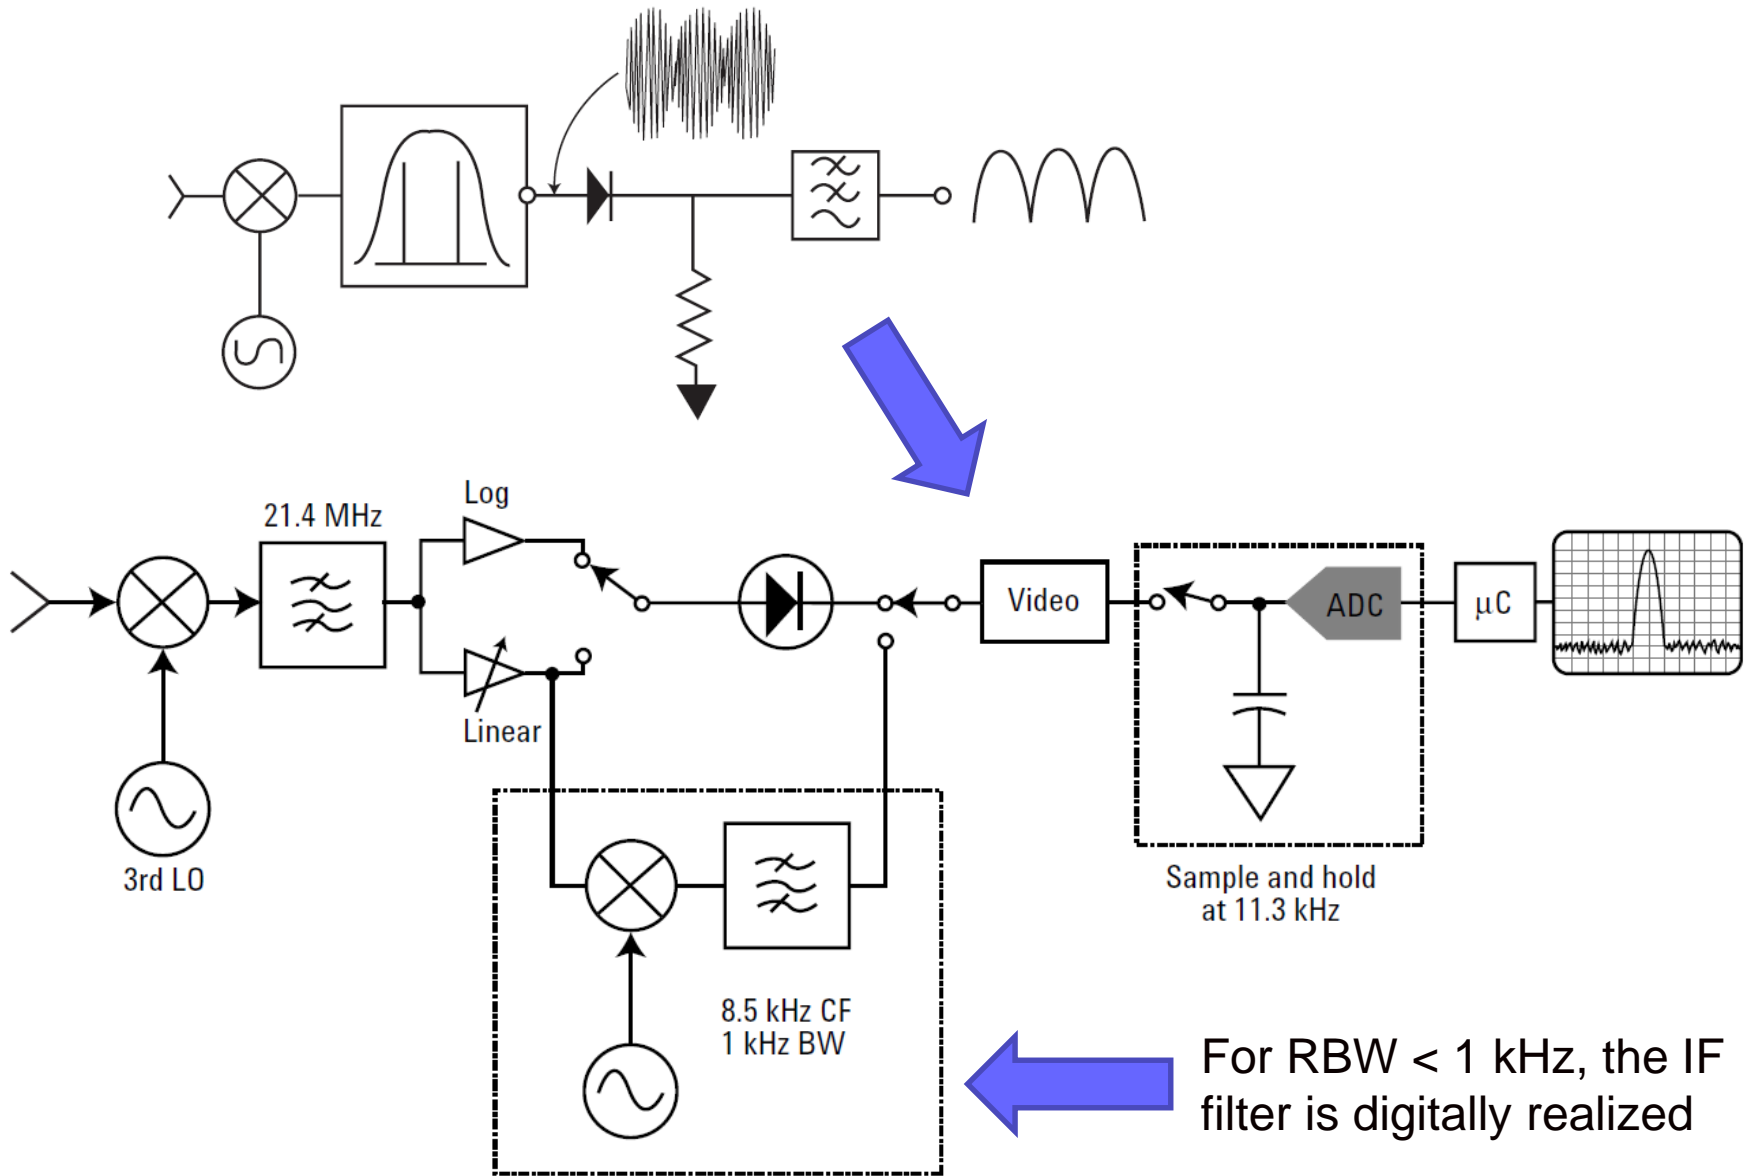 Log
21.4 MHz
Video
ADC
μC
Linear
3rd LO
Sample and hold
at 11.3 kHz
8.5 kHz CF
1 kHz BW
For RBW < 1 kHz, the IF
filter is digitally realized